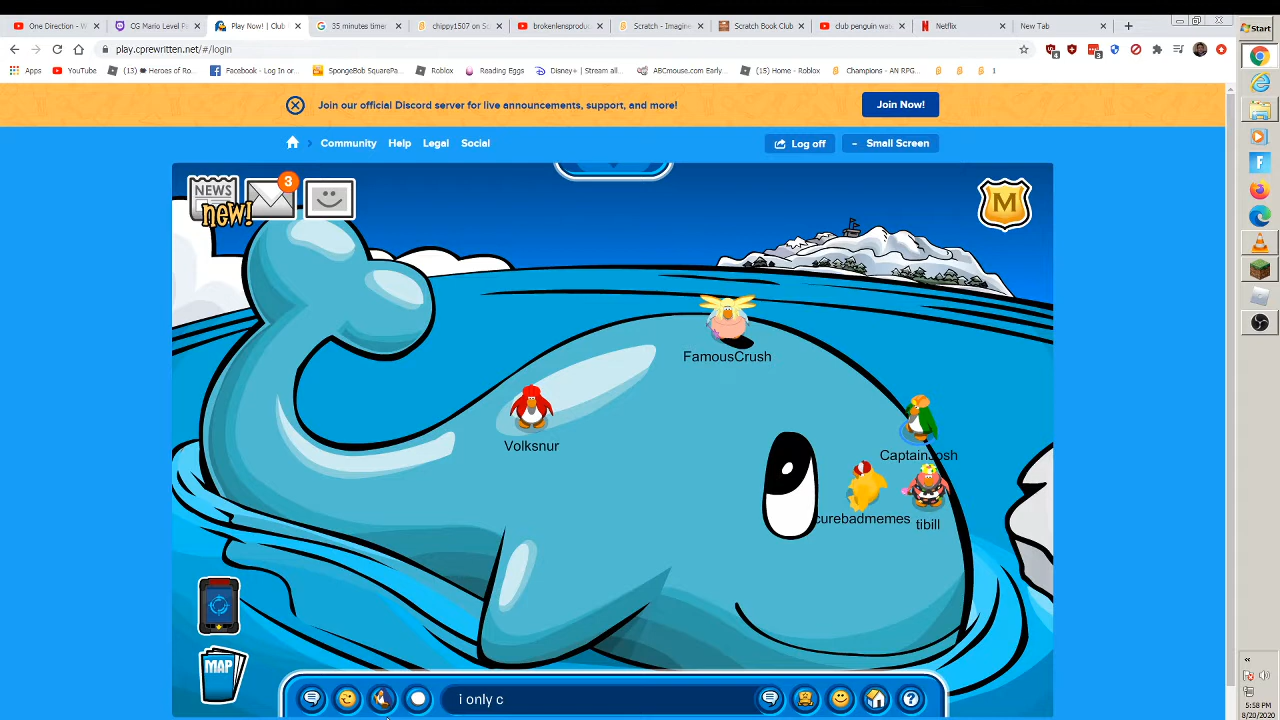 One Direction -
CG Mario Level P
Play Now! | Club
35 minutes timer
chippy1507 on Sc
brokenlensproduc
Scratch - Imagine
Scratch Book Club
club penguin wate
Netflix
New Tab
play.cprewritten.net/#/login
Apps
YouTube
(13) Heroes of Ro...
Facebook - Log In or...
SpongeBob SquarePa...
Roblox
Reading Eggs
Disney+ | Stream all...
ABCmouse.com Early...
(15) Home - Roblox
Champions - AN RPG...
1
Start
Join our official Discord server for live announcements, support, and more!
Join Now!
Community
Help
Legal
Social
Log off
Small Screen
NEWS
new!
3
M
FamousCrush
Volksnur
CaptainJosh
curebadmemes
tibill
MAP
i only c
5:58 PM
8/20/2020